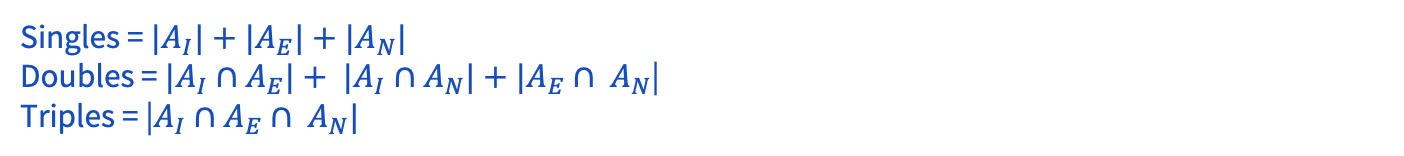 Singles = |A_I| + |A_E| + |A_N|
Doubles = |A_I ∩ A_E| + |A_I ∩ A_N| + |A_E ∩ A_N|
Triples = |A_I ∩ A_E ∩ A_N|